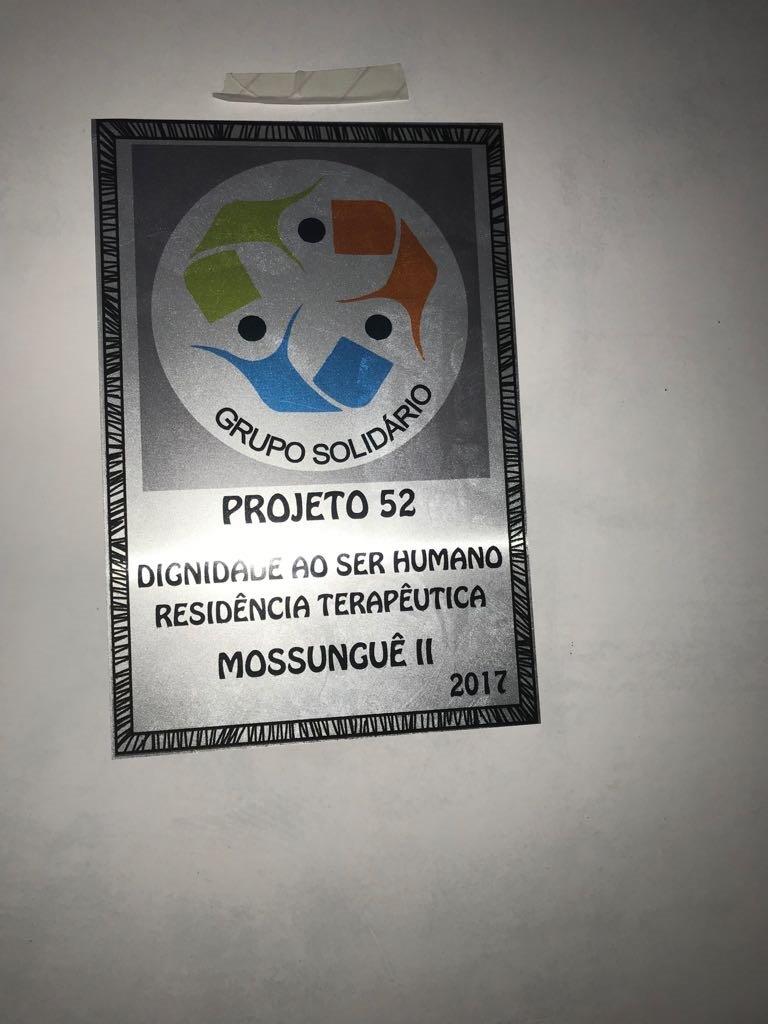 GRUPO SOLIDÁRIO
PROJETO 52
DIGNIDADE AO SER HUMANO
RESIDÊNCIA TERAPÊUTICA
MOSSUNGUÊ II
2017